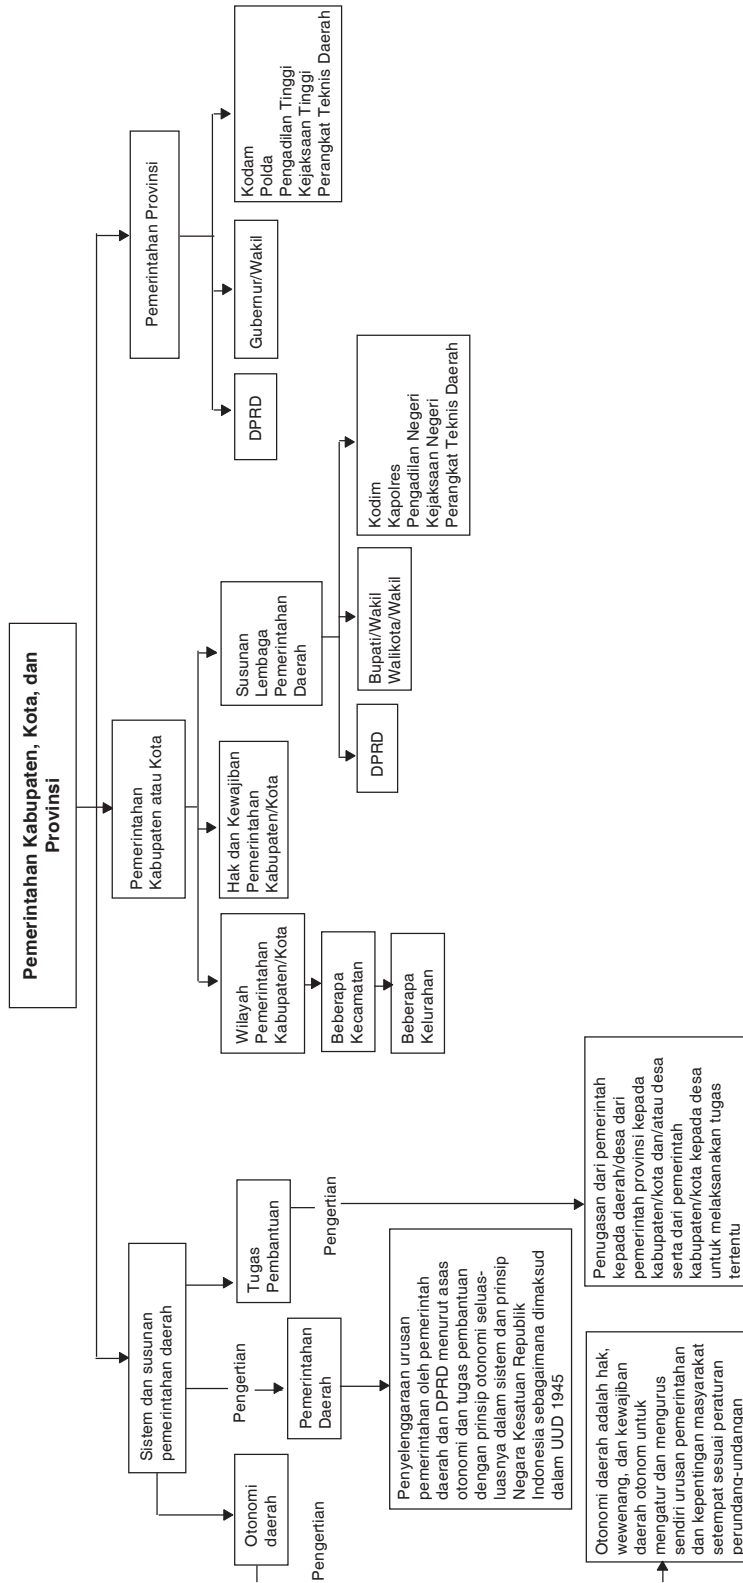 Pemerintahan Kabupaten, Kota, dan
Provinsi
Sistem dan susunan
pemerintahan daerah
Otonomi
daerah
Pengertian
Otonomi daerah adalah hak,
wewenang, dan kewajiban
daerah otonom untuk
mengatur dan mengurus
sendiri urusan pemerintahan
dan kepentingan masyarakat
setempat sesuai peraturan
perundang-undangan
Pengertian
Pemerintahan
Daerah
Penyelenggaraan urusan
pemerintahan oleh pemerintah
daerah dan DPRD menurut asas
otonomi dan tugas pembantuan
dengan prinsip otonomi seluas-
luasnya dalam sistem dan prinsip
Negara Kesatuan Republik
Indonesia sebagaimana dimaksud
dalam UUD 1945
Tugas
Pembantuan
Pengertian
Penugasan dari pemerintah
kepada daerah/desa dari
pemerintah provinsi kepada
kabupaten/kota dan/atau desa
serta dari pemerintah
kabupaten/kota kepada desa
untuk melaksanakan tugas
tertentu
Pemerintahan
Kabupaten atau Kota
Wilayah
Pemerintahan
Kabupaten/Kota
Beberapa
Kecamatan
Beberapa
Kelurahan
Hak dan Kewajiban
Pemerintahan
Kabupaten/Kota
Susunan
Lembaga
Pemerintahan
Daerah
DPRD
Bupati/Wakil
Walikota/Wakil
Kodim
Kapolres
Pengadilan Negeri
Kejaksaan Negeri
Perangkat Teknis Daerah
Pemerintahan Provinsi
DPRD
Gubernur/Wakil
Kodam
Polda
Pengadilan Tinggi
Kejaksaan Tinggi
Perangkat Teknis Daerah